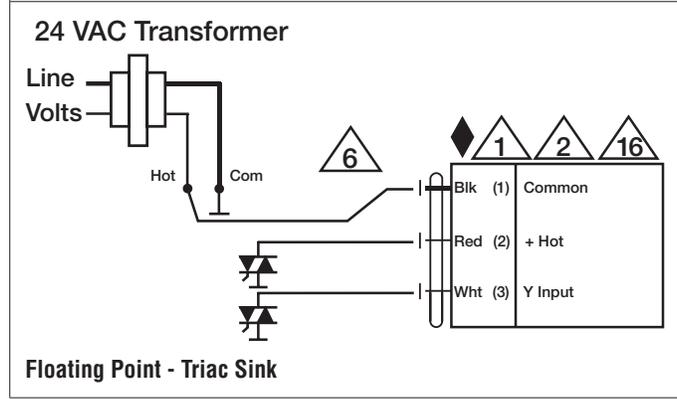 24 VAC Transformer
Line
Volts
Hot
Com
6
1
2
16
Blk (1) Common
Red (2) + Hot
Wht (3) Y Input
Floating Point - Triac Sink